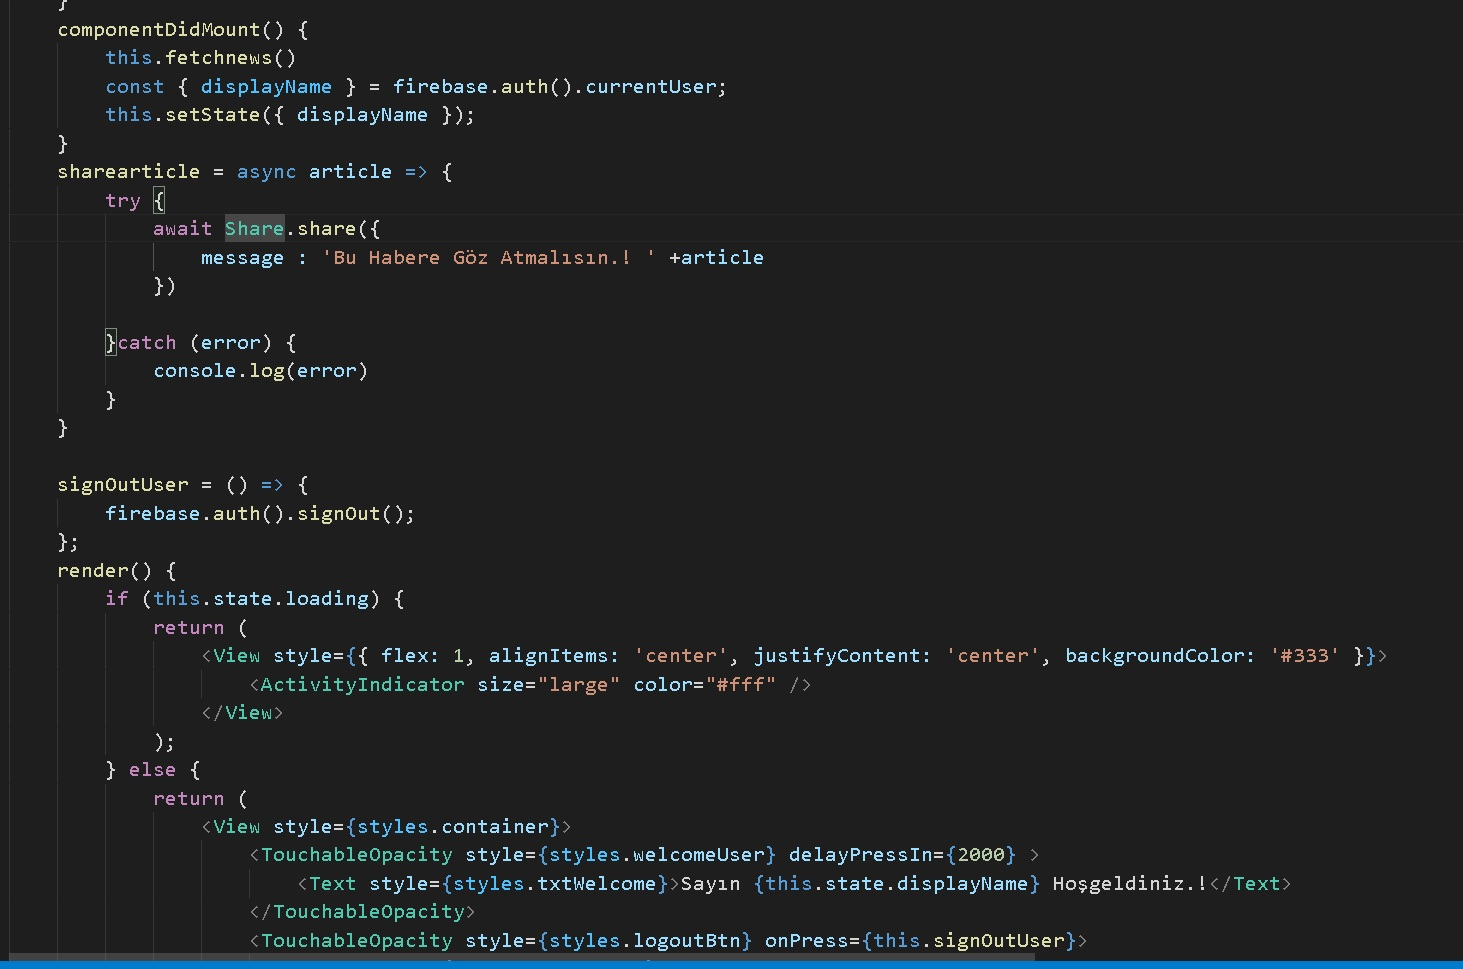 }
componentDidMount() {
this.fetchnews()
const { displayName } = firebase.auth().currentUser;
this.setState({ displayName });
}
sharearticle = async article => {
try {
await Share.share({
message : 'Bu Habere Göz Atmalısın.! ' +article
})
}catch (error) {
console.log(error)
}
}
signOutUser = () => {
firebase.auth().signOut();
};
render() {
if (this.state.loading) {
return (
<View style={{ flex: 1, alignItems: 'center', justifyContent: 'center', backgroundColor: '#333' }}>
<ActivityIndicator size="large" color="#fff" />
</View>
);
} else {
return (
<View style={styles.container}>
<TouchableOpacity style={styles.welcomeUser} delayPressIn={2000} >
<Text style={styles.txtWelcome}>Sayın {this.state.displayName} Hoşgeldiniz.!</Text>
</TouchableOpacity>
<TouchableOpacity style={styles.logoutBtn} onPress={this.signOutUser}>